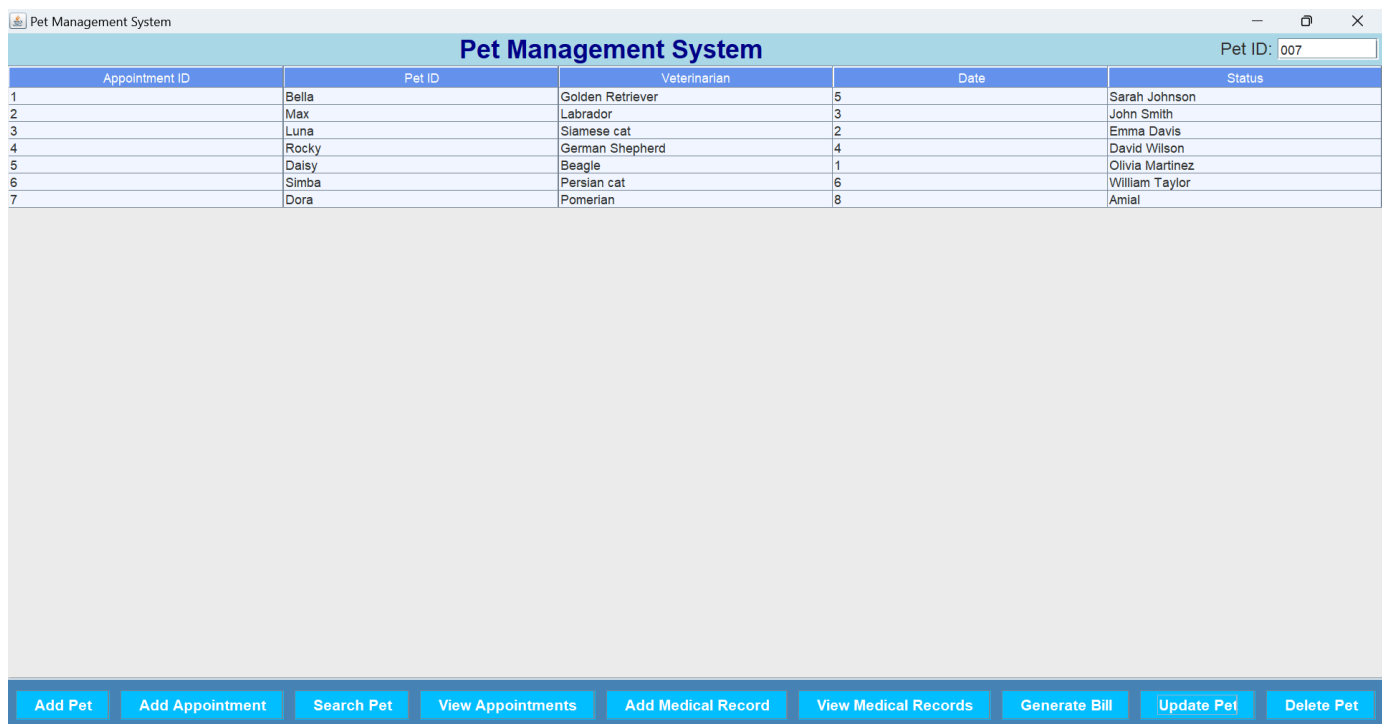 Pet Management System
Pet Management System Pet ID: 007
Appointment ID Pet ID Veterinarian Date Status
1 Bella Golden Retriever 5 Sarah Johnson
2 Max Labrador 3 John Smith
3 Luna Siamese cat 2 Emma Davis
4 Rocky German Shepherd 4 David Wilson
5 Daisy Beagle 1 Olivia Martinez
6 Simba Persian cat 6 William Taylor
7 Dora Pomerian 8 Amial
Add Pet Add Appointment Search Pet View Appointments Add Medical Record View Medical Records Generate Bill Update Pet Delete Pet